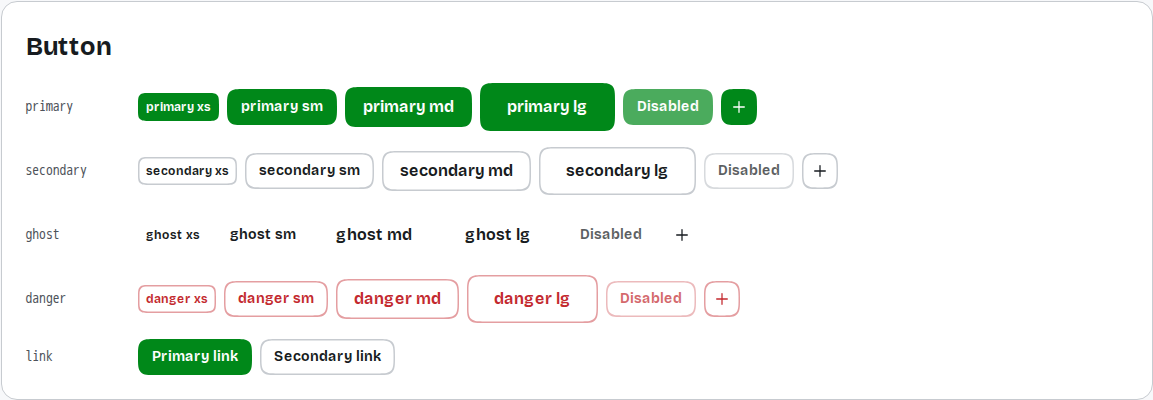 Button
primary primary xs primary sm primary md primary lg Disabled +
secondary secondary xs secondary sm secondary md secondary lg Disabled +
ghost ghost xs ghost sm ghost md ghost lg Disabled +
danger danger xs danger sm danger md danger lg Disabled +
link Primary link Secondary link